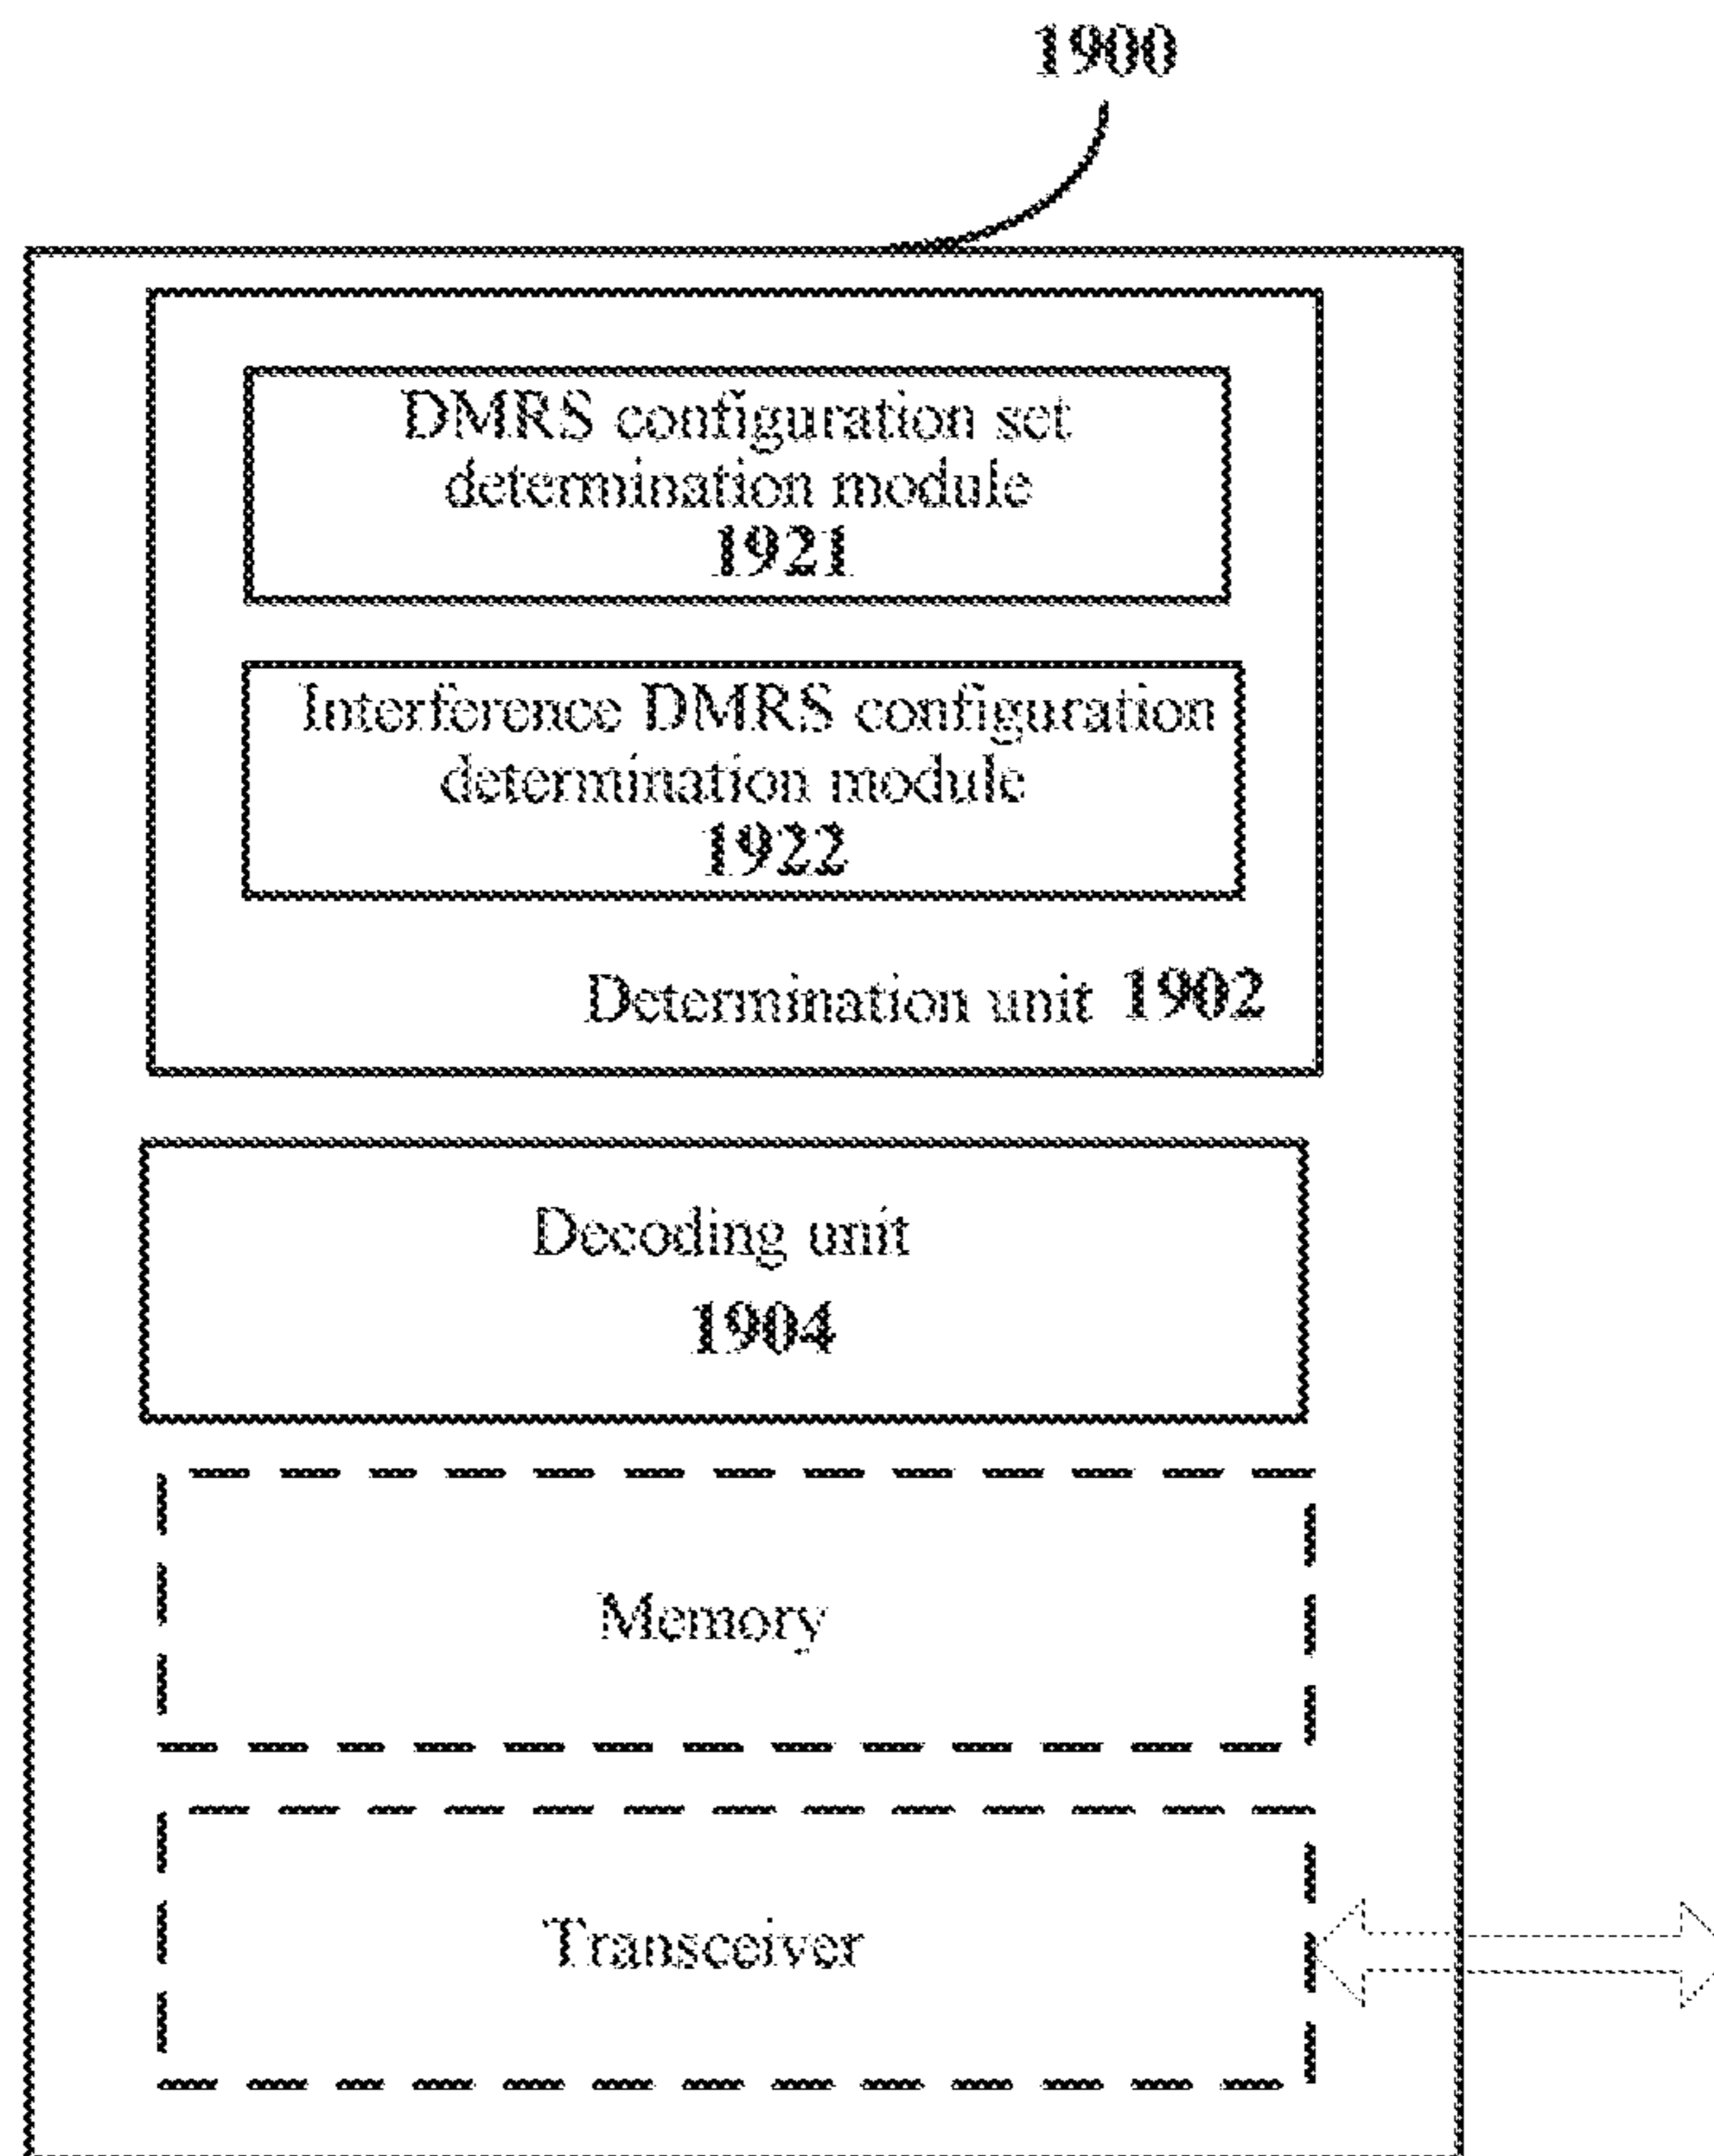 1900
DMRS configuration set
determination module
1921
Interference DMRS configuration
determination module
1922
Determination unit 1902
Decoding unit
1904
Memory
Transceiver